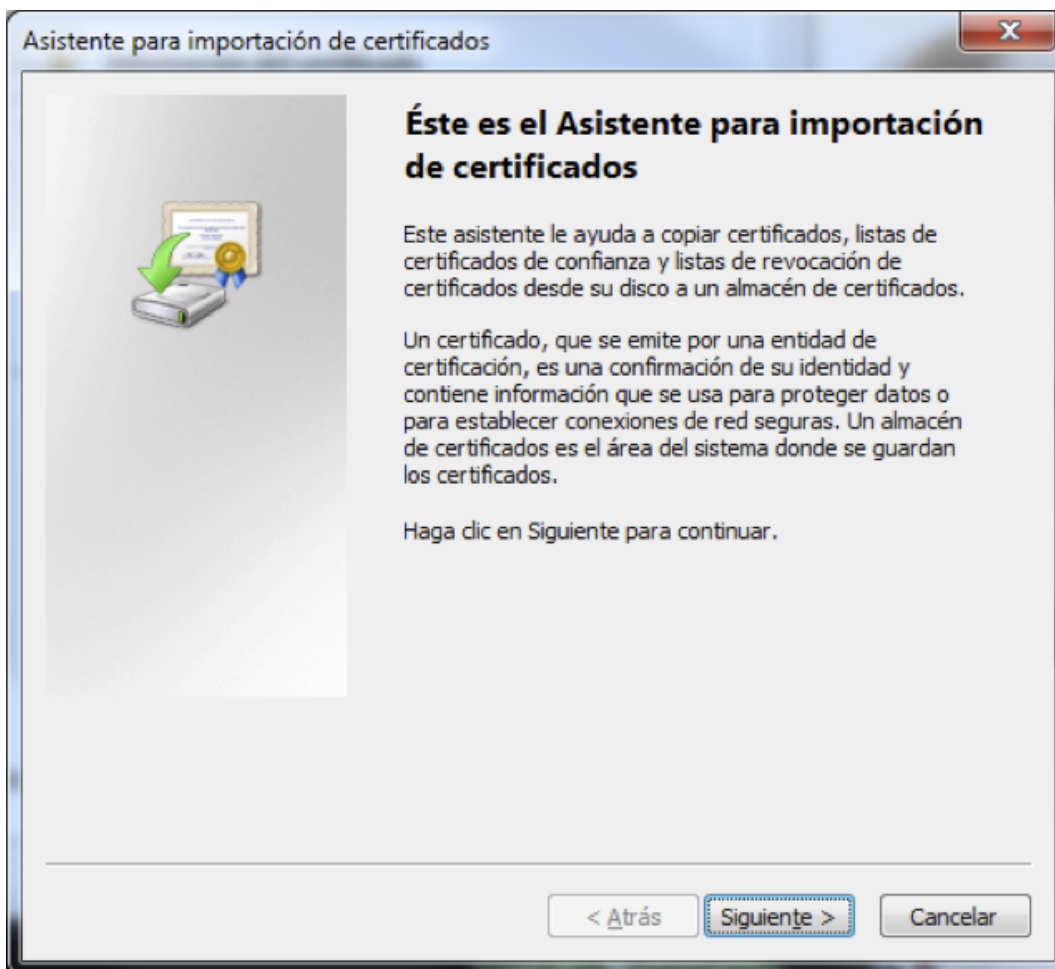 Asistente para importación de certificados
Éste es el Asistente para importación
de certificados
Este asistente le ayuda a copiar certificados, listas de
certificados de confianza y listas de revocación de
certificados desde su disco a un almacén de certificados.
Un certificado, que se emite por una entidad de
certificación, es una confirmación de su identidad y
contiene información que se usa para proteger datos o
para establecer conexiones de red seguras. Un almacén
de certificados es el área del sistema donde se guardan
los certificados.
Haga clic en Siguiente para continuar.
< Atrás
Siguiente >
Cancelar